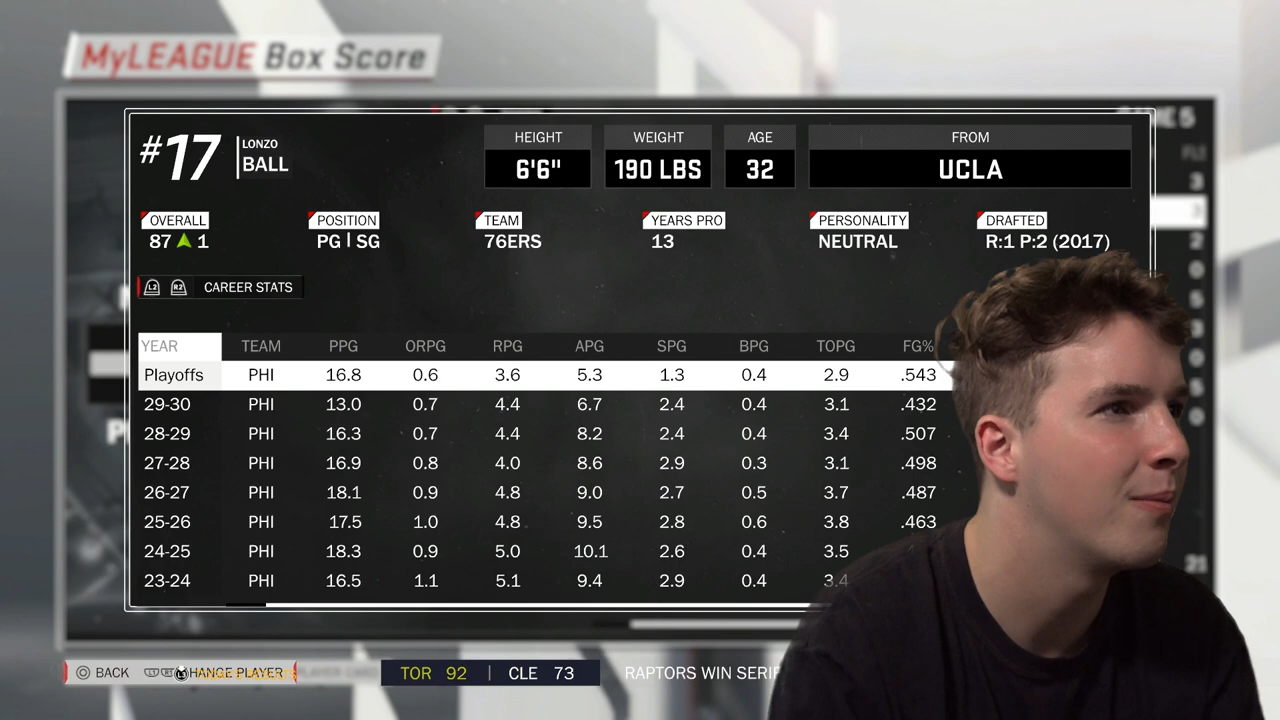 MyLEAGUE Box Score
#17 LONZO BALL
HEIGHT WEIGHT AGE FROM
6'6" 190 LBS 32 UCLA
OVERALL POSITION TEAM YEARS PRO PERSONALITY DRAFTED
87 1 PG | SG 76ERS 13 NEUTRAL R:1 P:2 (2017)
L2 R2 CAREER STATS
YEAR TEAM PPG ORPG RPG APG SPG BPG TOPG FG%
Playoffs PHI 16.8 0.6 3.6 5.3 1.3 0.4 2.9 .543
29-30 PHI 13.0 0.7 4.4 6.7 2.4 0.4 3.1 .432
28-29 PHI 16.3 0.7 4.4 8.2 2.4 0.4 3.4 .507
27-28 PHI 16.9 0.8 4.0 8.6 2.9 0.3 3.1 .498
26-27 PHI 18.1 0.9 4.8 9.0 2.7 0.5 3.7 .487
25-26 PHI 17.5 1.0 4.8 9.5 2.8 0.6 3.8 .463
24-25 PHI 18.3 0.9 5.0 10.1 2.6 0.4 3.5
23-24 PHI 16.5 1.1 5.1 9.4 2.9 0.4 3.4
BACK CHANGE PLAYER TOR 92 | CLE 73 RAPTORS WIN